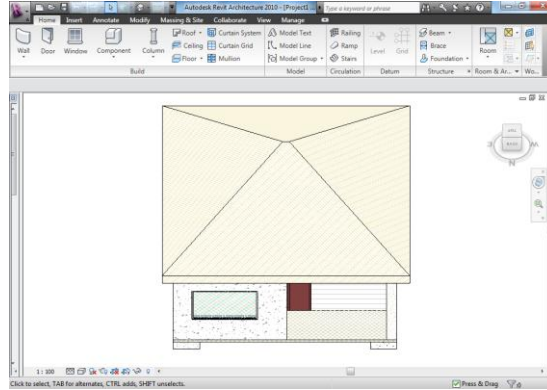 Autodesk Revit Architecture 2010 - [Project1
Type a keyword or phrase
Home Insert Annotate Modify Massing & Site Collaborate View Manage
Wall Door Window Component Column
Roof Curtain System
Ceiling Curtain Grid
Floor Mullion
Model Text
Model Line
Model Group
Railing
Ramp
Stairs
Level Grid
Beam
Brace
Foundation
Room
Build Model Circulation Datum Structure Room & Ar... Wo...
BACK
N
1 : 100
Click to select, TAB for alternates, CTRL adds, SHIFT unselects.
Press & Drag